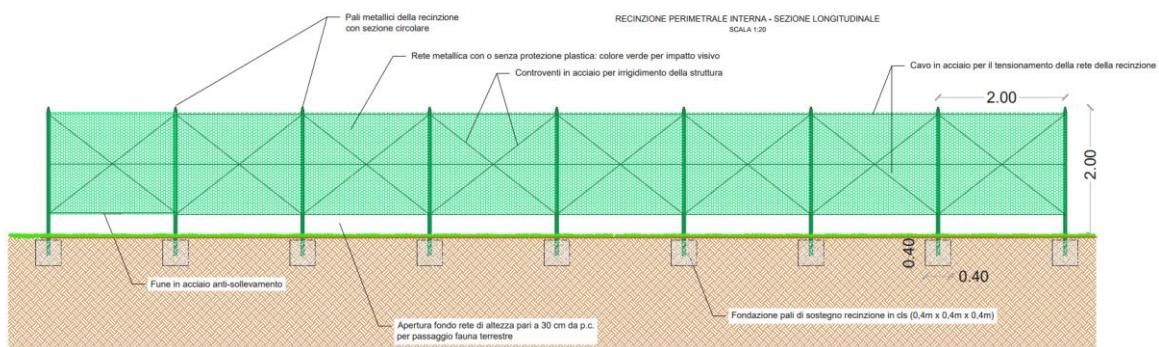 RECINZIONE PERIMETRALE INTERNA - SEZIONE LONGITUDINALE
SCALA 1:20
Pali metallici della recinzione
con sezione circolare
Rete metallica con o senza protezione plastica: colore verde per impatto visivo
Controventi in acciaio per irrigidimento della struttura
Cavo in acciaio per il tensionamento della rete della recinzione
2.00
2.00
0.40
0.40
Fune in acciaio anti-sollevamento
Fondazione pali di sostegno recinzione in cls (0,4m x 0,4m x 0,4m)
Apertura fondo rete di altezza pari a 30 cm da p.c.
per passaggio fauna terrestre